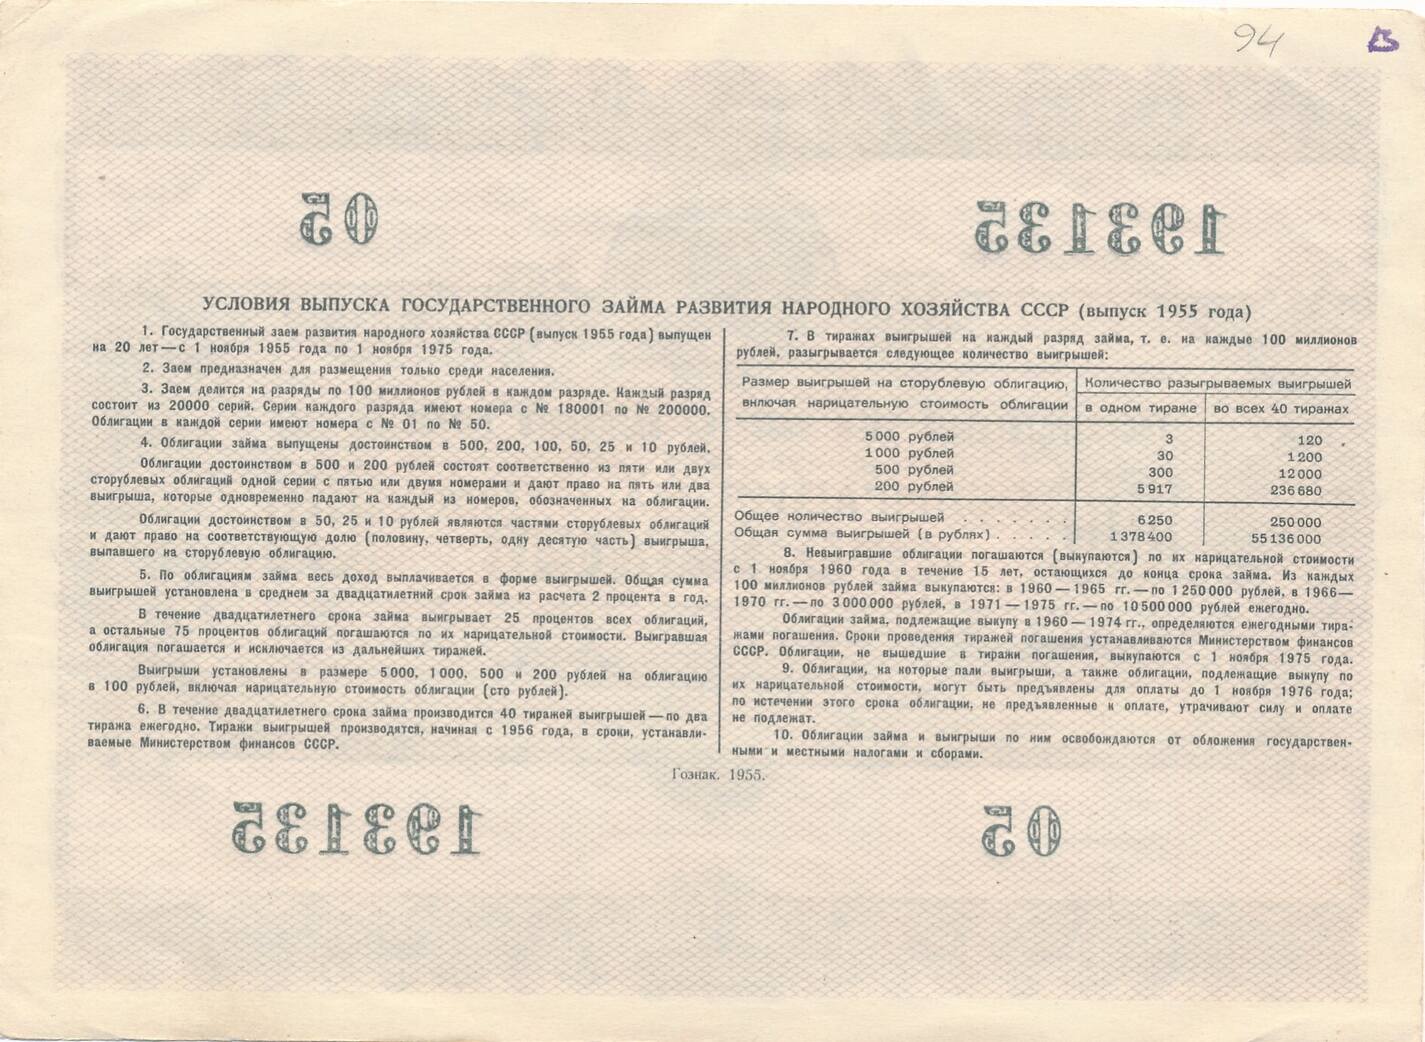 94
05 193135
УСЛОВИЯ ВЫПУСКА ГОСУДАРСТВЕННОГО ЗАЙМА РАЗВИТИЯ НАРОДНОГО ХОЗЯЙСТВА СССР (выпуск 1955 года)
1. Государственный заем развития народного хозяйства СССР (выпуск 1955 года) выпущен
на 20 лет — с 1 ноября 1955 года по 1 ноября 1975 года.
2. Заем предназначен для размещения только среди населения.
3. Заем делится на разряды по 100 миллионов рублей в каждом разряде. Каждый разряд
состоит из 20000 серий. Серии каждого разряда имеют номера с № 180001 по № 200000.
Облигации в каждой серии имеют номера с № 01 по № 50.
4. Облигации займа выпущены достоинством в 500, 200, 100, 50, 25 и 10 рублей.
Облигации достоинством в 500 и 200 рублей состоят соответственно из пяти или двух
сторублевых облигаций одной серии с пятью или двумя номерами и дают право на пять или два
выигрыша, которые одновременно падают на каждый из номеров, обозначенных на облигации.
Облигации достоинством в 50, 25 и 10 рублей являются частями сторублевых облигаций
и дают право на соответствующую долю (половину, четверть, одну десятую часть) выигрыша,
выпавшего на сторублевую облигацию.
5. По облигациям займа весь доход выплачивается в форме выигрышей. Общая сумма
выигрышей установлена в среднем за двадцатилетний срок займа из расчета 2 процента в год.
В течение двадцатилетнего срока займа выигрывает 25 процентов всех облигаций,
а остальные 75 процентов облигаций погашаются по их нарицательной стоимости. Выигравшая
облигация погашается и исключается из дальнейших тиражей.
Выигрыши установлены в размере 5000, 1000, 500 и 200 рублей на облигацию
в 100 рублей, включая нарицательную стоимость облигации (сто рублей).
6. В течение двадцатилетнего срока займа производится 40 тиражей выигрышей — по два
тиража ежегодно. Тиражи выигрышей производятся, начиная с 1956 года, в сроки, устанавли-
ваемые Министерством финансов СССР.
7. В тиражах выигрышей на каждый разряд займа, т. е. на каждые 100 миллионов
рублей, разыгрывается следующее количество выигрышей:
Размер выигрышей на сторублевую облигацию, Количество разыгрываемых выигрышей
включая нарицательную стоимость облигации в одном тираже во всех 40 тиражах
5000 рублей 3 120
1000 рублей 30 1200
500 рублей 300 12000
200 рублей 5917 236680
Общее количество выигрышей . . . . . . . . 6250 250000
Общая сумма выигрышей (в рублях) . . . . . 1378400 55136000
8. Невыигравшие облигации погашаются (выкупаются) по их нарицательной стоимости
с 1 ноября 1960 года в течение 15 лет, остающихся до конца срока займа. Из каждых
100 миллионов рублей займа выкупаются: в 1960—1965 гг. — по 1250000 рублей, в 1966—
1970 гг. — по 3000000 рублей, в 1971—1975 гг. — по 10500000 рублей ежегодно.
Облигации займа, подлежащие выкупу в 1960—1974 гг., определяются ежегодными тира-
жами погашения. Сроки проведения тиражей погашения устанавливаются Министерством финансов
СССР. Облигации, не вышедшие в тиражи погашения, выкупаются с 1 ноября 1975 года.
9. Облигации, на которые пали выигрыши, а также облигации, подлежащие выкупу по
их нарицательной стоимости, могут быть предъявлены для оплаты до 1 ноября 1976 года;
по истечении этого срока облигации, не предъявленные к оплате, утрачивают силу и оплате
не подлежат.
10. Облигации займа и выигрыши по ним освобождаются от обложения государствен-
ными и местными налогами и сборами.
Гознак. 1955.
193135 05